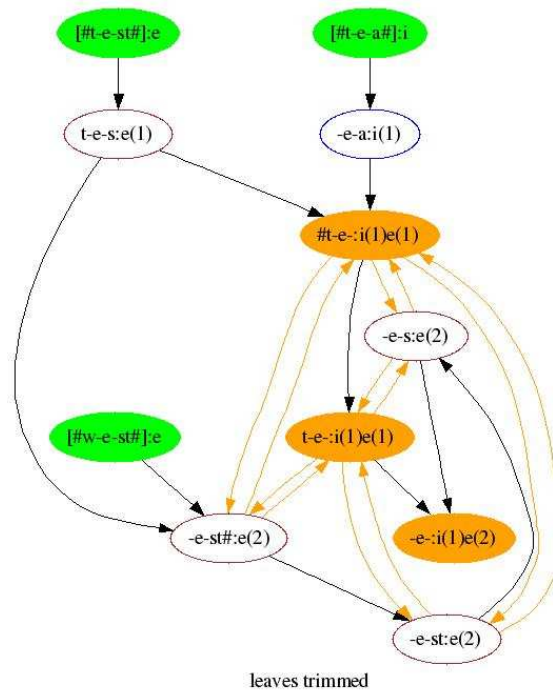 [#t-e-st#]:e
[#t-e-a#]:i
t-e-s:e(1)
-e-a:i(1)
#t-e-:i(1)e(1)
-e-s:e(2)
[#w-e-st#]:e
t-e-:i(1)e(1)
-e-st#:e(2)
-e-:i(1)e(2)
-e-st:e(2)
leaves trimmed